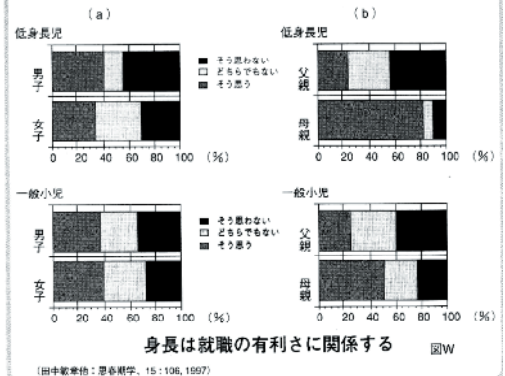 (a)
(b)
低身長児
低身長児
男子
女子
そう思わない
どちらでもない
そう思う
父親
母親
0 20 40 60 80 100 (%)
0 20 40 60 80 100 (%)
一般小児
一般小児
男子
女子
そう思わない
どちらでもない
そう思う
父親
母親
0 20 40 60 80 100 (%)
0 20 40 60 80 100 (%)
身長は就職の有利さに関係する
図W
(田中敏章他:思春期学、15:106, 1997)